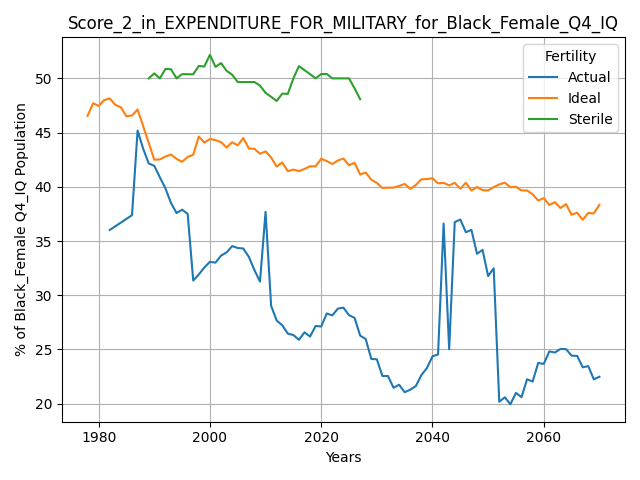 Score_2_in_EXPENDITURE_FOR_MILITARY_for_Black_Female_Q4_IQ
% of Black_Female Q4_IQ Population
50
45
40
35
30
25
20
Fertility
Actual
Ideal
Sterile
1980
2000
2020
2040
2060
Years